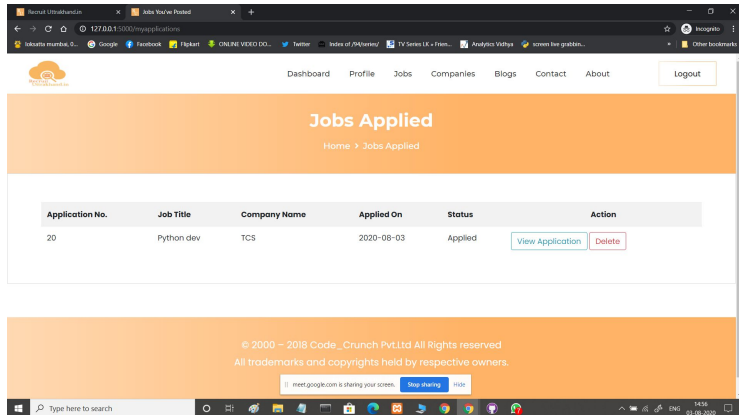 Recruit Uttrakhand.in
Jobs You've Posted
127.0.0.1:5000/myapplications
Incognito
loksatta mumbai, 0...
Google
Facebook
Flipkart
ONLINE VIDEO DO...
Twitter
Index of /94/series/
TV Series LK + Frien...
Analytics Vidhya
screen live grabbin...
Other bookmarks
Dashboard
Profile
Jobs
Companies
Blogs
Contact
About
Logout
Jobs Applied
Home > Jobs Applied
Application No. Job Title Company Name Applied On Status Action
20 Python dev TCS 2020-08-03 Applied View Application Delete
© 2000 – 2018 Code_Crunch Pvt.Ltd All Rights reserved
All trademarks and copyrights held by respective owners.
meet.google.com is sharing your screen. Stop sharing Hide
Type here to search
ENG
14:56
03-08-2020